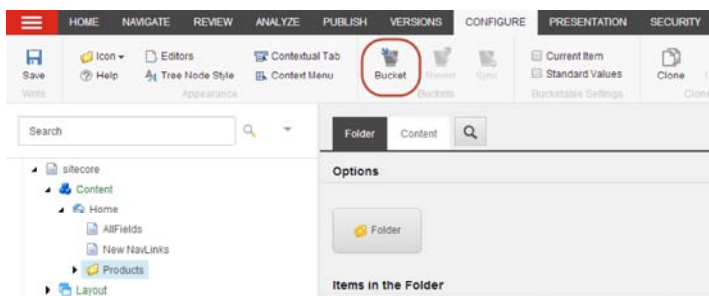 HOME NAVIGATE REVIEW ANALYZE PUBLISH VERSIONS CONFIGURE PRESENTATION SECURITY
Save
Write
Icon
Help
Editors
Tree Node Style
Contextual Tab
Context Menu
Appearance
Bucket
Revert
Sync
Buckets
Current Item
Standard Values
Bucketable Settings
Clone
Search
Folder Content
sitecore
Content
Home
AllFields
New NavLinks
Products
Layout
Options
Folder
Items in the Folder